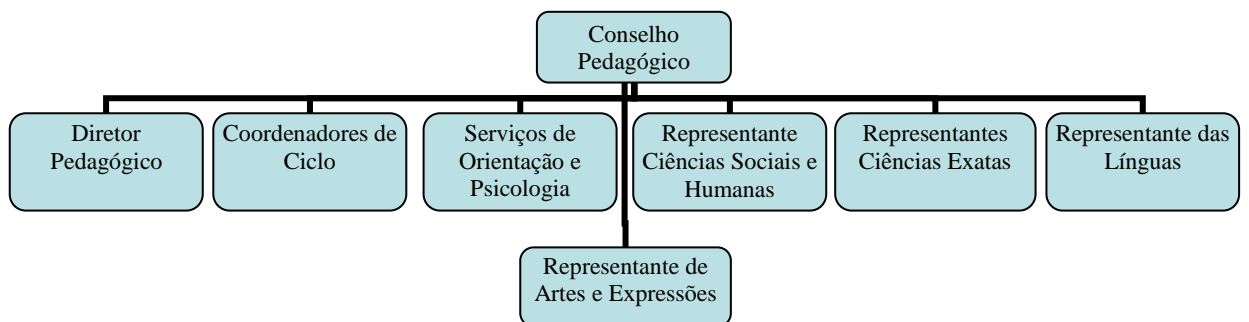 Conselho
Pedagógico
Diretor
Pedagógico
Coordenadores de
Ciclo
Serviços de
Orientação e
Psicologia
Representante
Ciências Sociais e
Humanas
Representantes
Ciências Exatas
Representante das
Línguas
Representante de
Artes e Expressões